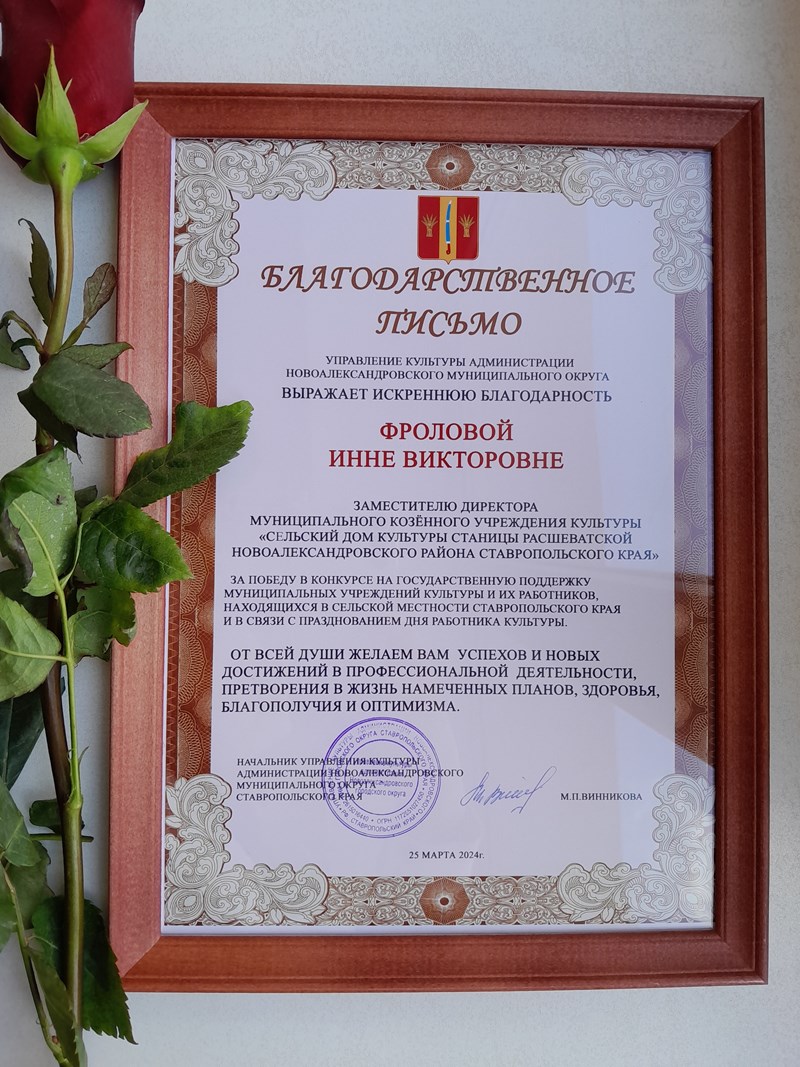 БЛАГОДАРСТВЕННОЕ
ПИСЬМО
УПРАВЛЕНИЕ КУЛЬТУРЫ АДМИНИСТРАЦИИ
НОВОАЛЕКСАНДРОВСКОГО МУНИЦИПАЛЬНОГО ОКРУГА
ВЫРАЖАЕТ ИСКРЕННЮЮ БЛАГОДАРНОСТЬ
ФРОЛОВОЙ
ИННЕ ВИКТОРОВНЕ
ЗАМЕСТИТЕЛЮ ДИРЕКТОРА
МУНИЦИПАЛЬНОГО КОЗЁННОГО УЧРЕЖДЕНИЯ КУЛЬТУРЫ
«СЕЛЬСКИЙ ДОМ КУЛЬТУРЫ СТАНИЦЫ РАСШЕВАТСКОЙ
НОВОАЛЕКСАНДРОВСКОГО РАЙОНА СТАВРОПОЛЬСКОГО КРАЯ»
ЗА ПОБЕДУ В КОНКУРСЕ НА ГОСУДАРСТВЕННУЮ ПОДДЕРЖКУ
МУНИЦИПАЛЬНЫХ УЧРЕЖДЕНИЙ КУЛЬТУРЫ И ИХ РАБОТНИКОВ,
НАХОДЯЩИХСЯ В СЕЛЬСКОЙ МЕСТНОСТИ СТАВРОПОЛЬСКОГО КРАЯ
И В СВЯЗИ С ПРАЗДНОВАНИЕМ ДНЯ РАБОТНИКА КУЛЬТУРЫ.
ОТ ВСЕЙ ДУШИ ЖЕЛАЕМ ВАМ УСПЕХОВ И НОВЫХ
ДОСТИЖЕНИЙ В ПРОФЕССИОНАЛЬНОЙ ДЕЯТЕЛЬНОСТИ,
ПРЕТВОРЕНИЯ В ЖИЗНЬ НАМЕЧЕННЫХ ПЛАНОВ, ЗДОРОВЬЯ,
БЛАГОПОЛУЧИЯ И ОПТИМИЗМА.
НАЧАЛЬНИК УПРАВЛЕНИЯ КУЛЬТУРЫ
АДМИНИСТРАЦИИ НОВОАЛЕКСАНДРОВСКОГО
МУНИЦИПАЛЬНОГО ОКРУГА
СТАВРОПОЛЬСКОГО КРАЯ
М.П.ВИННИКОВА
25 МАРТА 2024г.